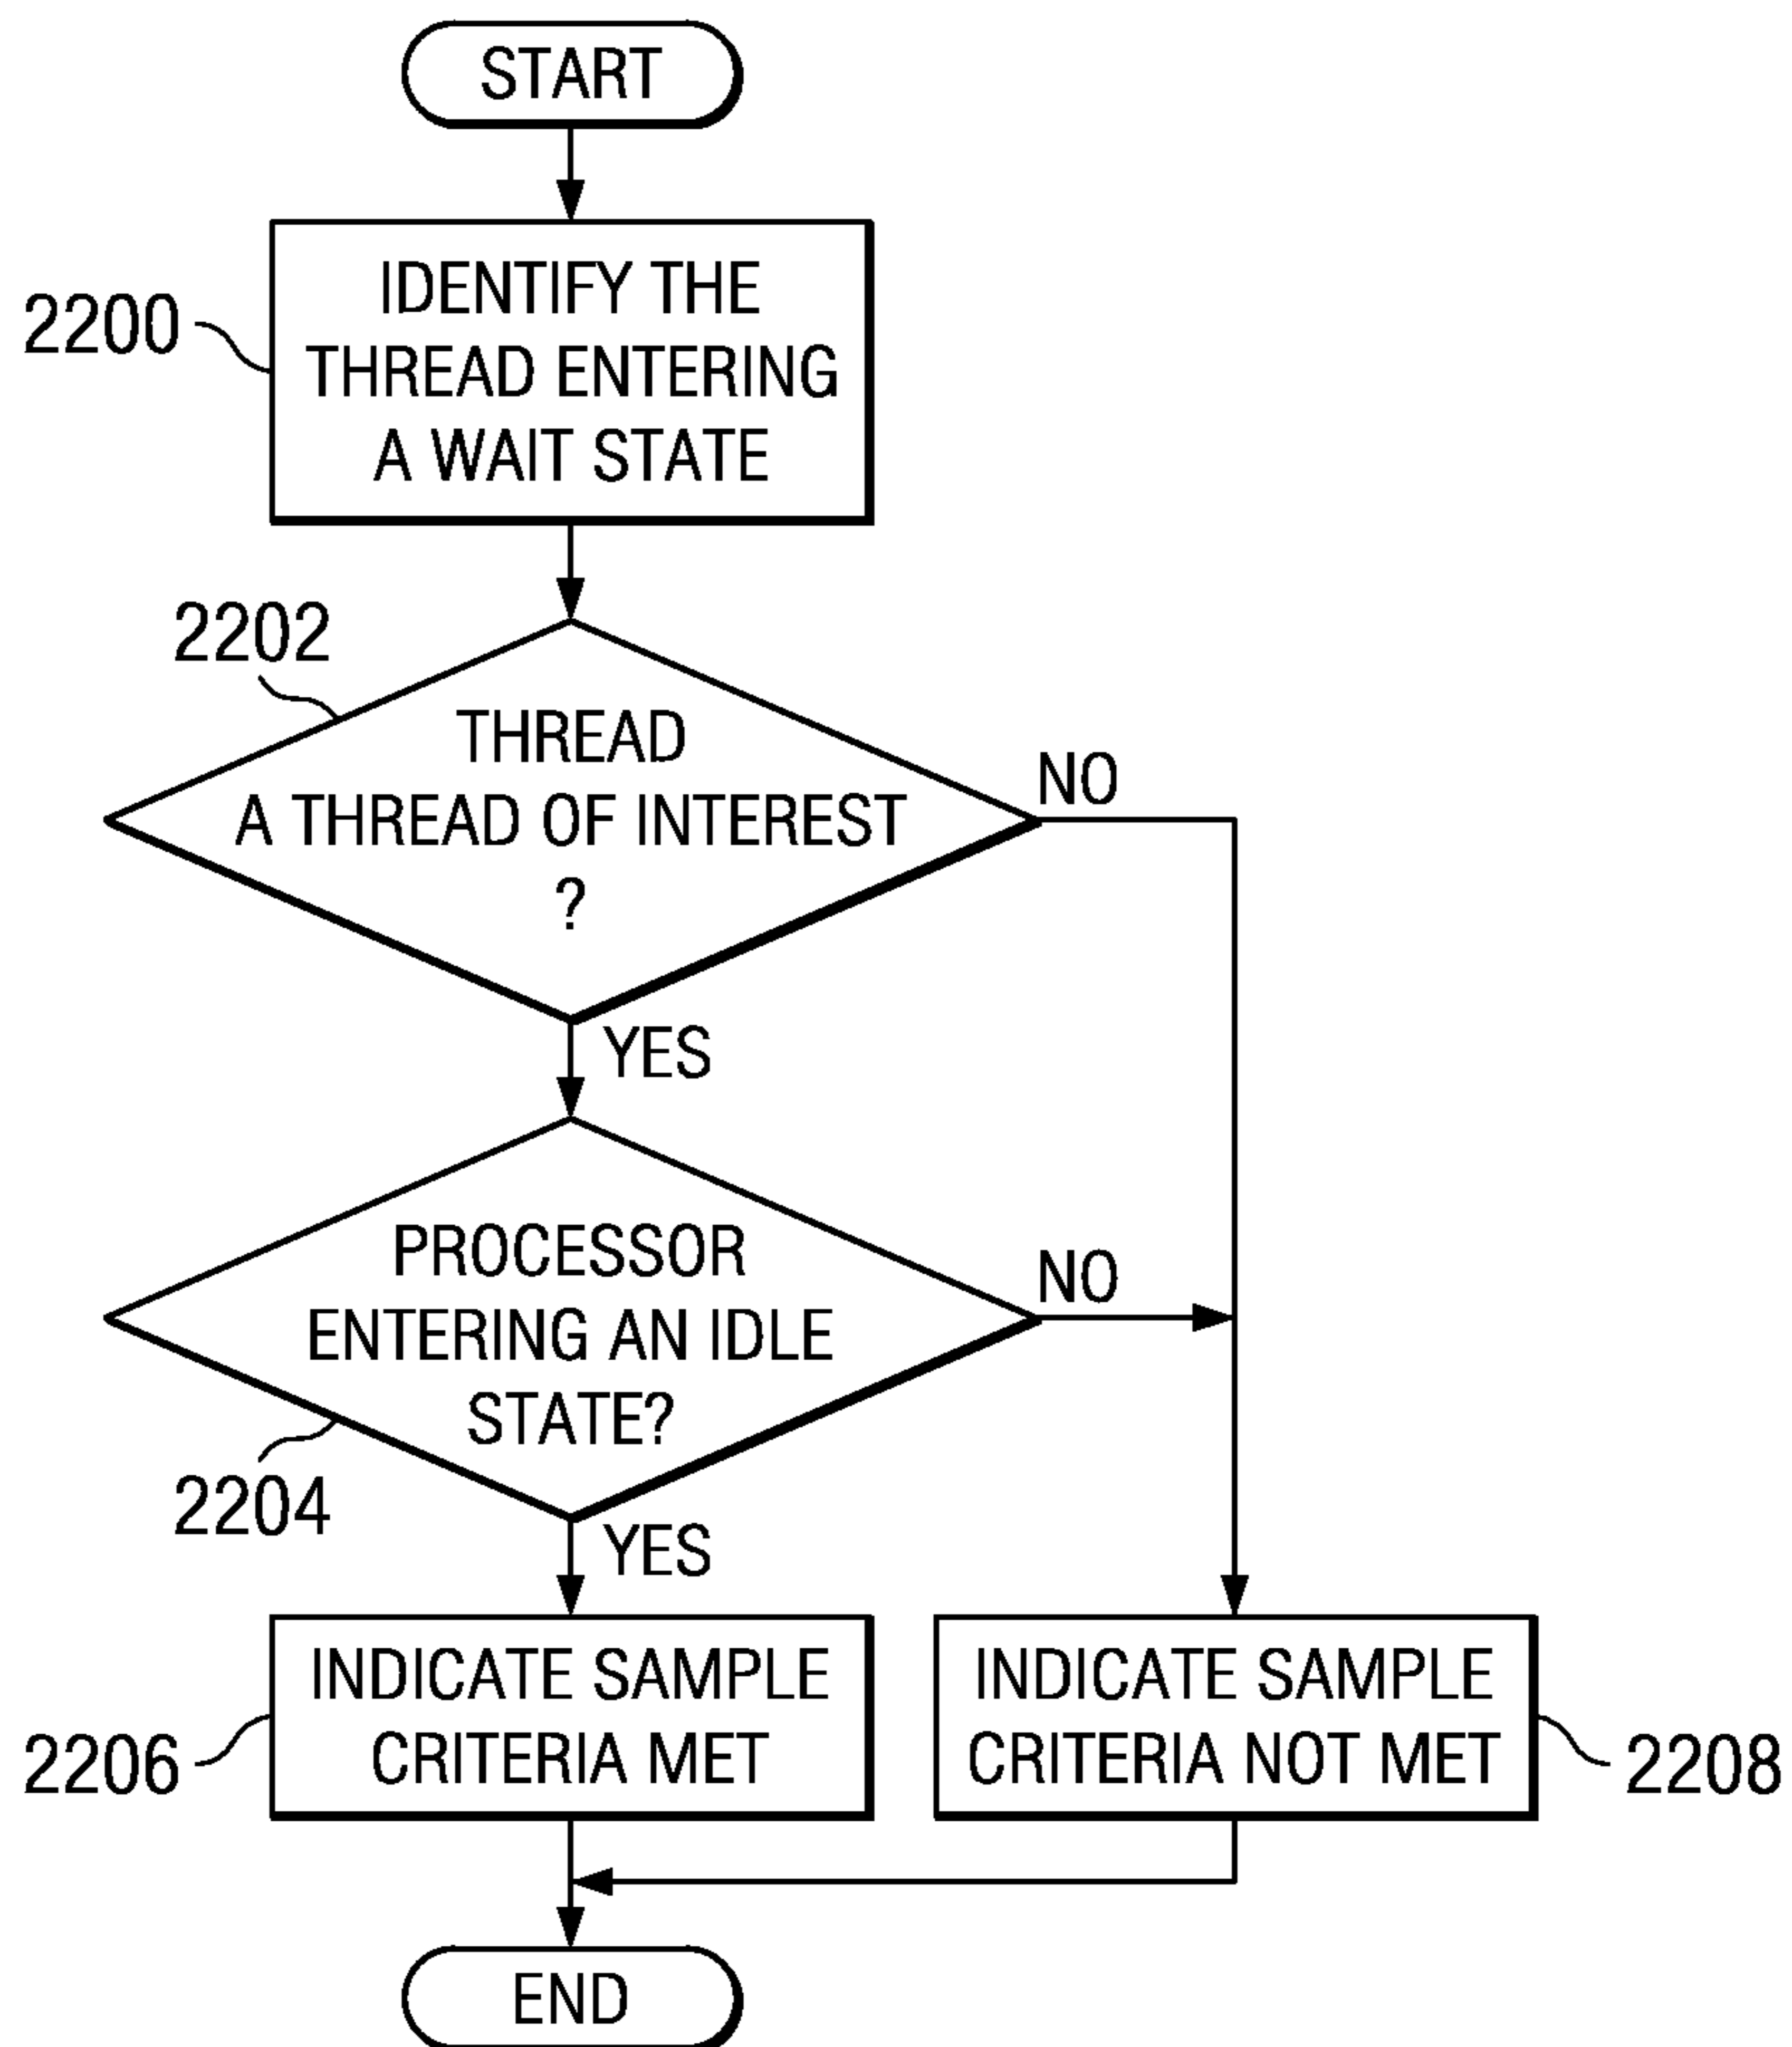 START
IDENTIFY THE
THREAD ENTERING
A WAIT STATE
2200
2202
THREAD
A THREAD OF INTEREST
?
NO
YES
PROCESSOR
ENTERING AN IDLE
STATE?
NO
2204
YES
INDICATE SAMPLE
CRITERIA MET
2206
INDICATE SAMPLE
CRITERIA NOT MET
2208
END